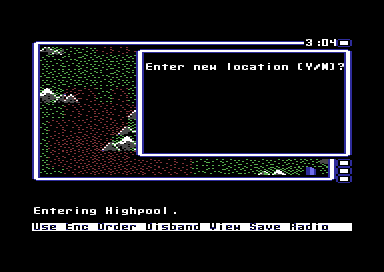 3:04
Enter new location (Y/N)?
Entering Highpool.
Use Enc Order Disband View Save Radio